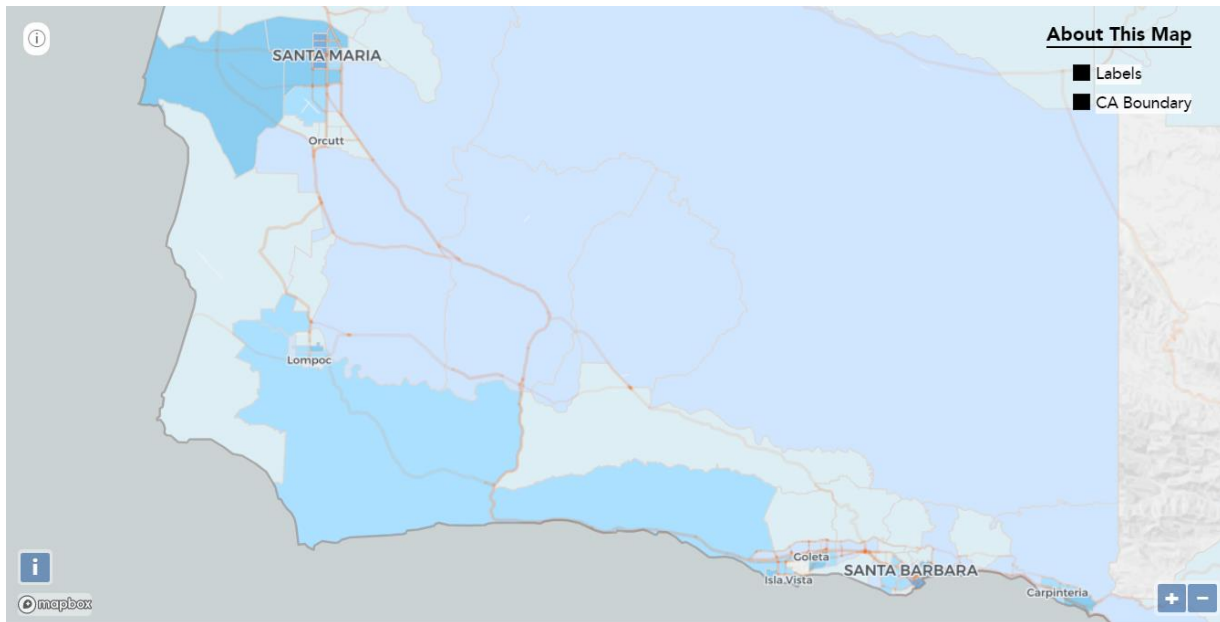 About This Map
Labels
CA Boundary
SANTA MARIA
Orcutt
Lompoc
Goleta
SANTA BARBARA
Isla Vista
Carpinteria
i
i
mapbox
+ −